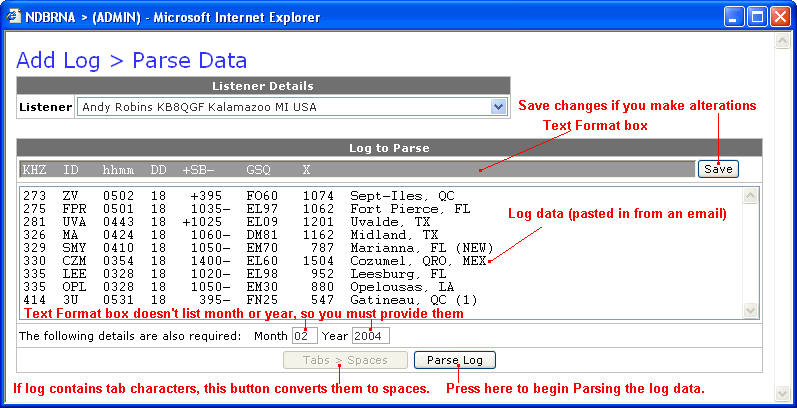 NDBRNA > (ADMIN) - Microsoft Internet Explorer
Add Log > Parse Data
Listener Details
Listener Andy Robins KB8QGF Kalamazoo MI USA
Save changes if you make alterations
Text Format box
Log to Parse
KHZ ID hhmm DD +SB- GSQ X Save
273 ZV 0502 18 +395 FO60 1074 Sept-Iles, QC
275 FPR 0501 18 1035- EL97 1062 Fort Pierce, FL
281 UVA 0443 18 +1025 EL09 1201 Uvalde, TX
326 MA 0424 18 1060- DM81 1162 Midland, TX
329 SMY 0410 18 1050- EM70 787 Marianna, FL (NEW)
330 CZM 0354 18 1400- EL60 1504 Cozumel, QRO, MEX
335 LEE 0328 18 1020- EL98 952 Leesburg, FL
335 OPL 0328 18 1050- EM30 880 Opelousas, LA
414 3U 0531 18 395- FN25 547 Gatineau, QC (1)
Log data (pasted in from an email)
Text Format box doesn't list month or year, so you must provide them
The following details are also required: Month 02 Year 2004
Tabs > Spaces Parse Log
If log contains tab characters, this button converts them to spaces. Press here to begin Parsing the log data.